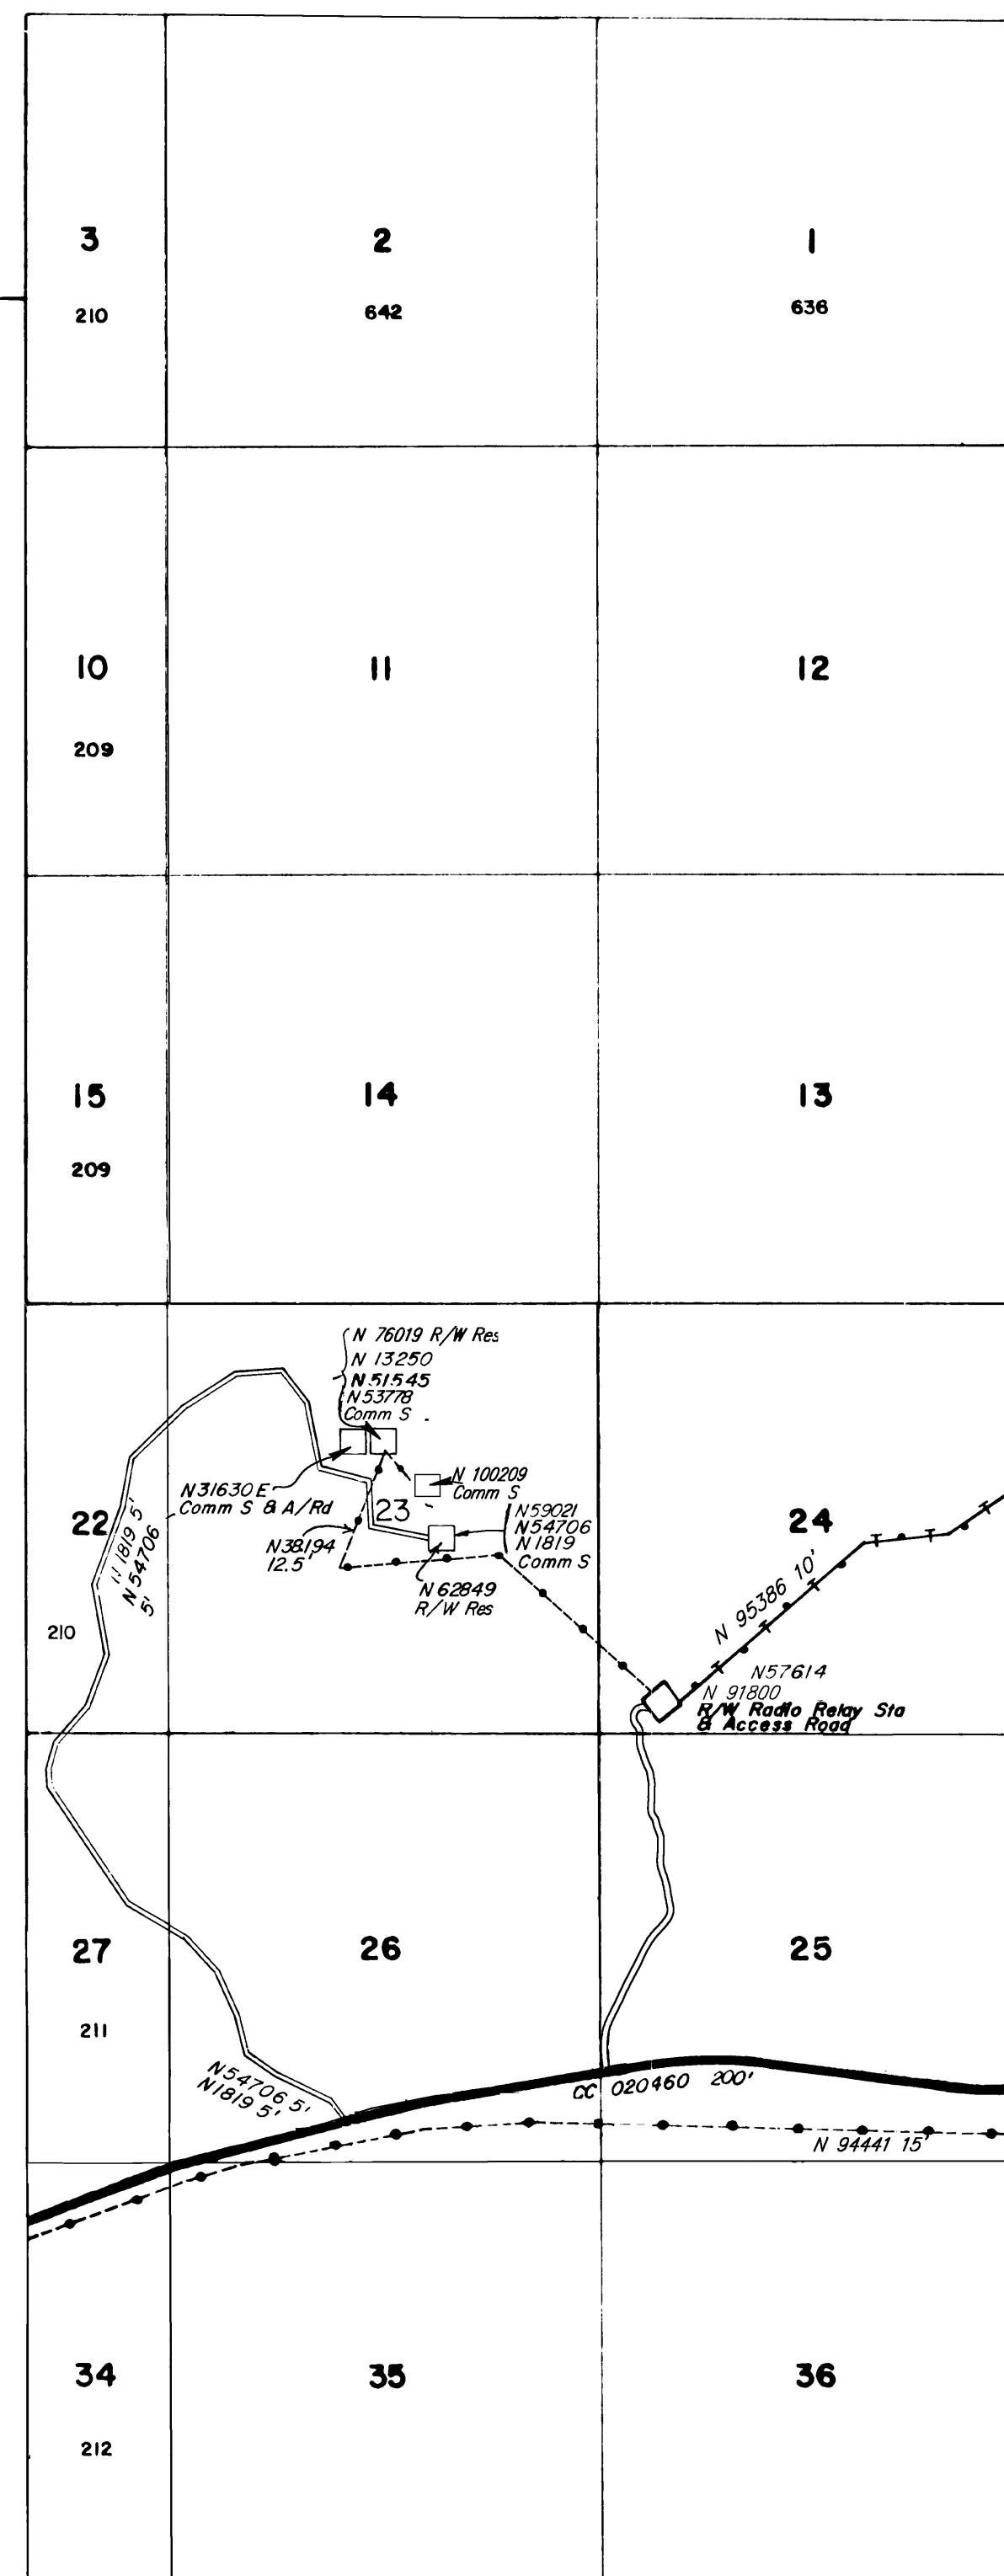 3
2
1
210
642
636
10
11
12
209
15
14
13
209
N 76019 R/W Res
N 13250
N 51545
N53778
Comm S
N31630 E
Comm S & A/Rd
N 100209
Comm S
23
22
24
N 1819 5'
N 54706
5'
N38194
12.5'
N59021
N54706
N1819
Comm S
N 62849
R/W Res
N 95386 10'
210
N57614
N 91800
R/W Radio Relay Sta
& Access Road
27
26
25
211
N54706 5'
N1819 5'
CC 020460 200'
N 94441 15'
34
35
36
212